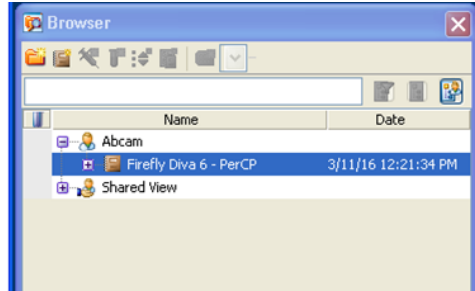 Browser
Name Date
Abcam
Firefly Diva 6 - PerCP 3/11/16 12:21:34 PM
Shared View